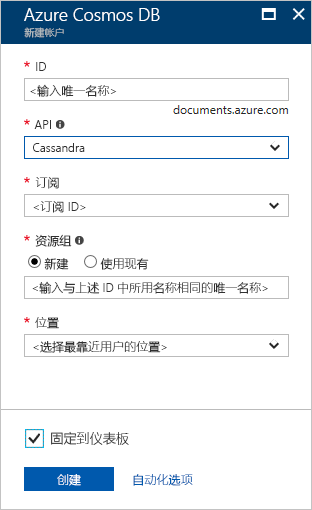 Azure Cosmos DB
新建帐户
* ID
<输入唯一名称>
documents.azure.com
* API
Cassandra
* 订阅
<订阅 ID>
* 资源组
新建 使用现有
<输入与上述 ID 中所用名称相同的唯一名称>
* 位置
<选择最靠近用户的位置>
固定到仪表板
创建 自动化选项